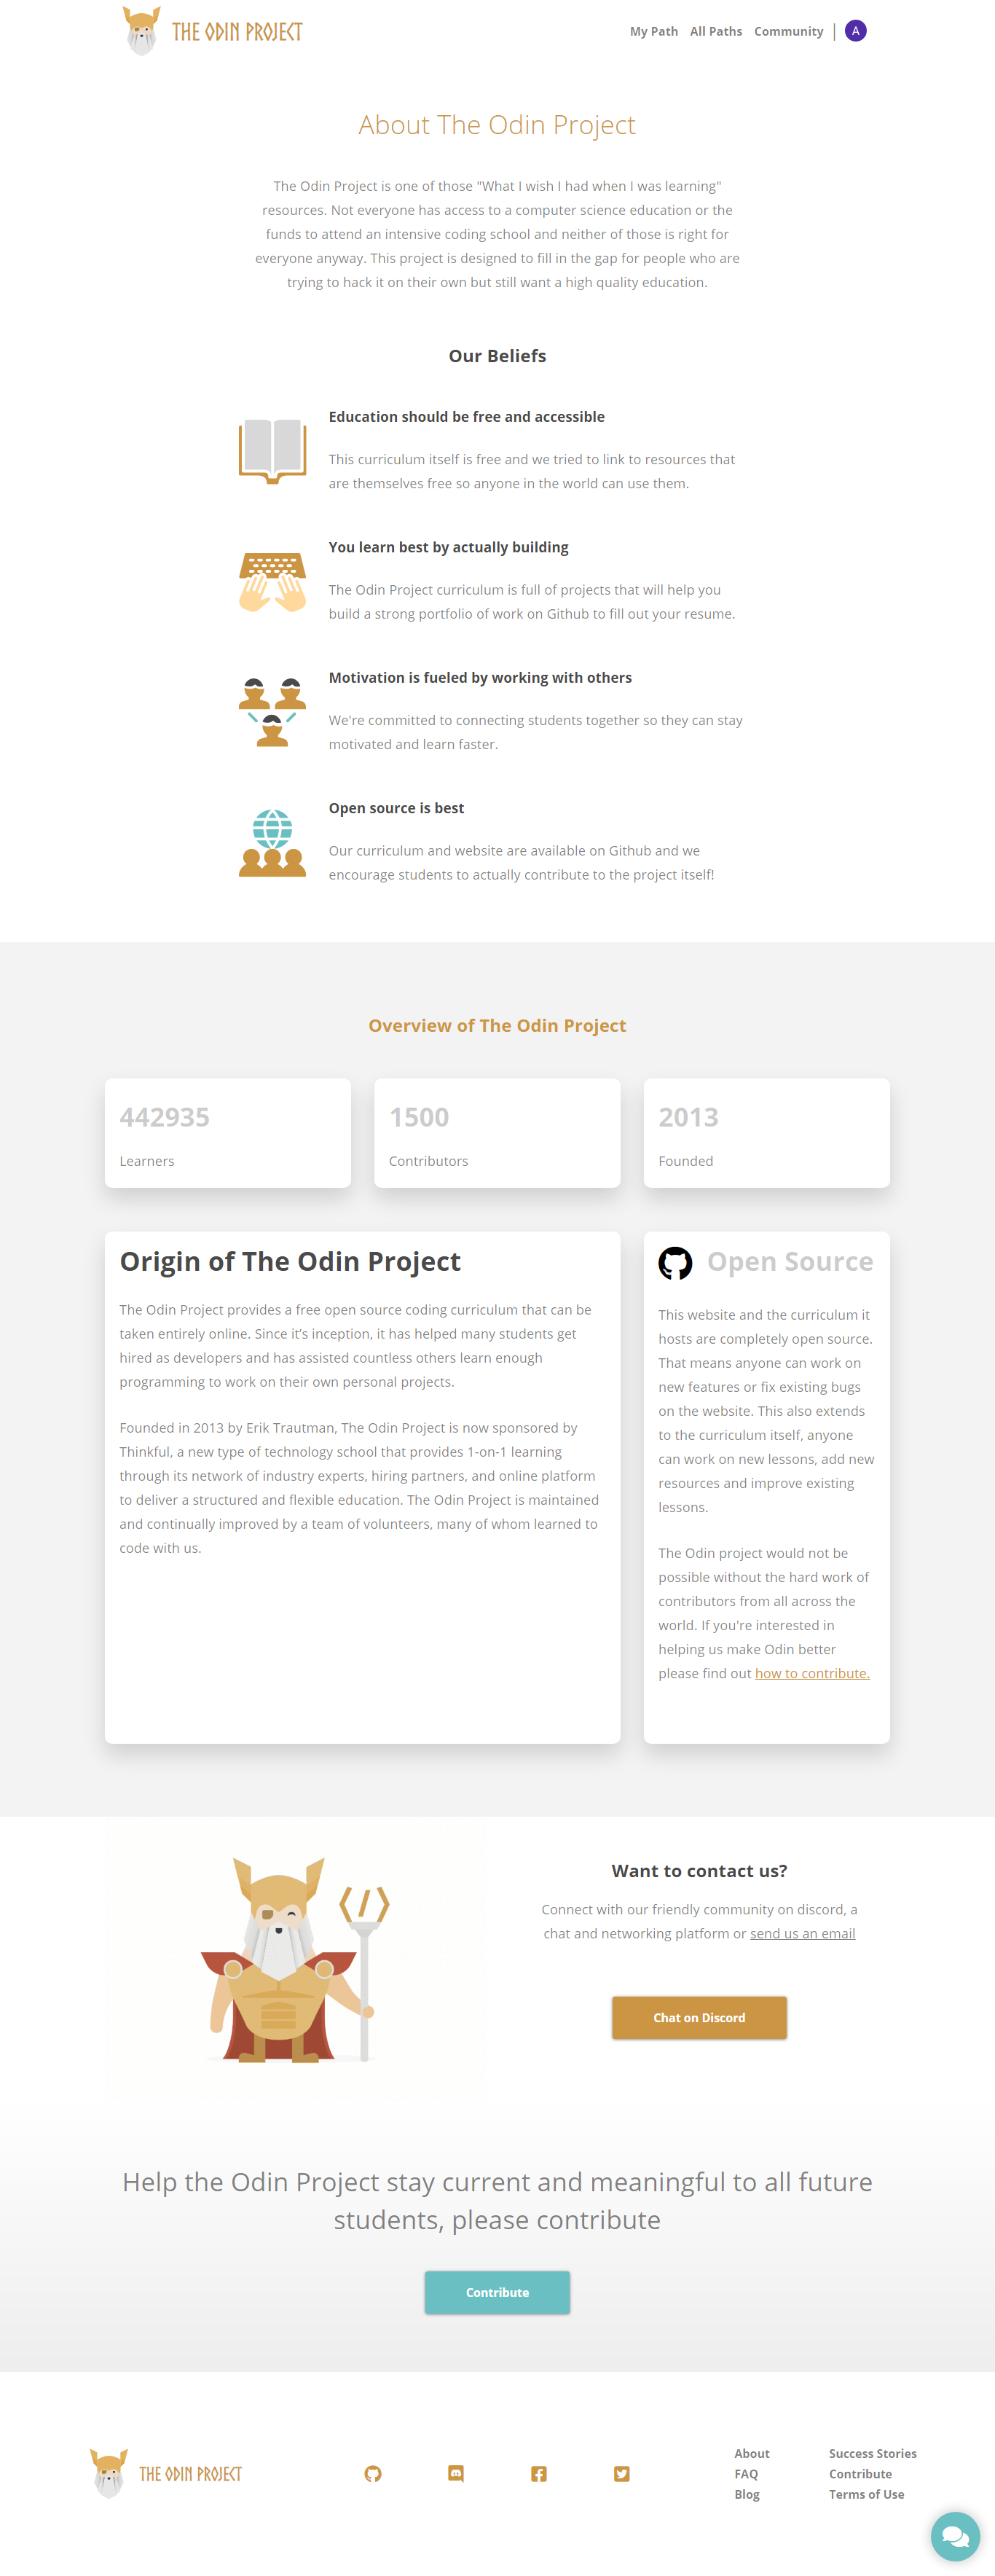 THE ODIN PROJECT
My Path All Paths Community | A
About The Odin Project
The Odin Project is one of those "What I wish I had when I was learning"
resources. Not everyone has access to a computer science education or the
funds to attend an intensive coding school and neither of those is right for
everyone anyway. This project is designed to fill in the gap for people who are
trying to hack it on their own but still want a high quality education.
Our Beliefs
Education should be free and accessible
This curriculum itself is free and we tried to link to resources that
are themselves free so anyone in the world can use them.
You learn best by actually building
The Odin Project curriculum is full of projects that will help you
build a strong portfolio of work on Github to fill out your resume.
Motivation is fueled by working with others
We're committed to connecting students together so they can stay
motivated and learn faster.
Open source is best
Our curriculum and website are available on Github and we
encourage students to actually contribute to the project itself!
Overview of The Odin Project
442935
Learners
1500
Contributors
2013
Founded
Origin of The Odin Project
The Odin Project provides a free open source coding curriculum that can be
taken entirely online. Since it’s inception, it has helped many students get
hired as developers and has assisted countless others learn enough
programming to work on their own personal projects.
Founded in 2013 by Erik Trautman, The Odin Project is now sponsored by
Thinkful, a new type of technology school that provides 1-on-1 learning
through its network of industry experts, hiring partners, and online platform
to deliver a structured and flexible education. The Odin Project is maintained
and continually improved by a team of volunteers, many of whom learned to
code with us.
Open Source
This website and the curriculum it
hosts are completely open source.
That means anyone can work on
new features or fix existing bugs
on the website. This also extends
to the curriculum itself, anyone
can work on new lessons, add new
resources and improve existing
lessons.
The Odin project would not be
possible without the hard work of
contributors from all across the
world. If you're interested in
helping us make Odin better
please find out how to contribute.
Want to contact us?
Connect with our friendly community on discord, a
chat and networking platform or send us an email
Chat on Discord
Help the Odin Project stay current and meaningful to all future
students, please contribute
Contribute
THE ODIN PROJECT
About
FAQ
Blog
Success Stories
Contribute
Terms of Use